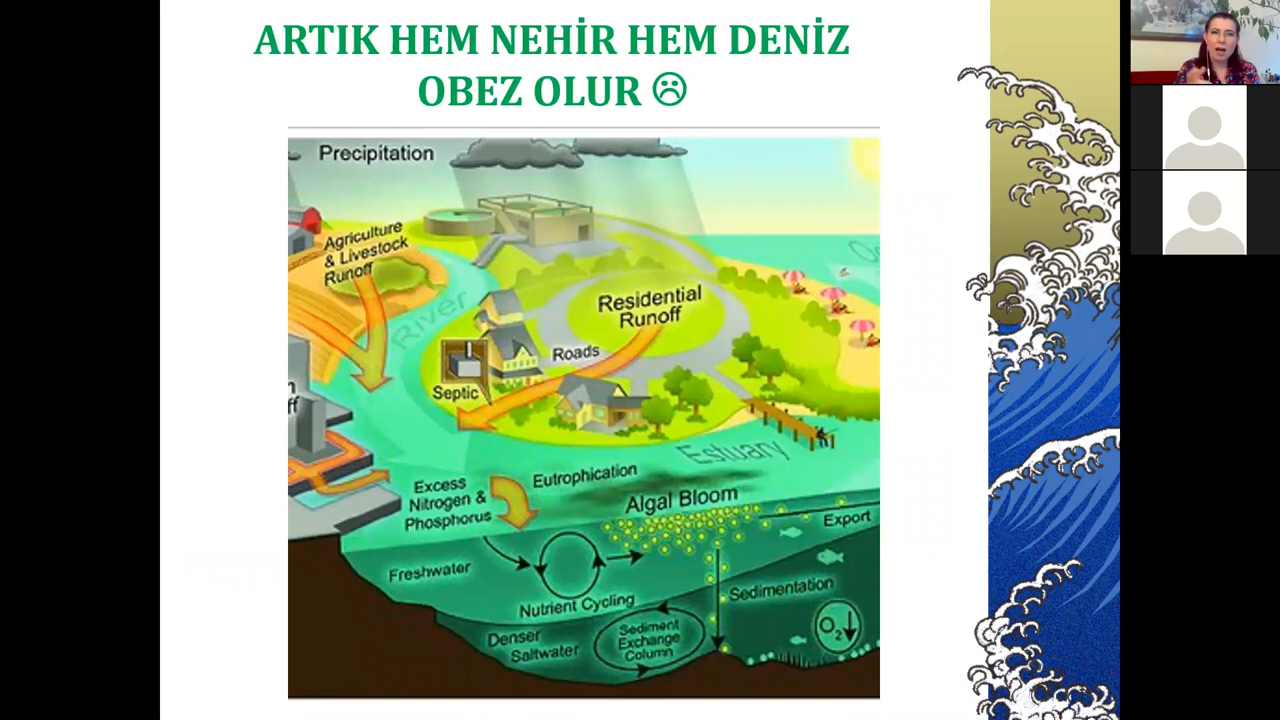 ARTIK HEM NEHİR HEM DENİZ
OBEZ OLUR ☹
Precipitation
Agriculture
& Livestock
Runoff
River
Residential
Runoff
Roads
Septic
Estuary
Eutrophication
Excess
Nitrogen &
Phosphorus
Algal Bloom
Export
Freshwater
Nutrient Cycling
Sedimentation
Denser
Saltwater
Sediment
Exchange
Column
O2